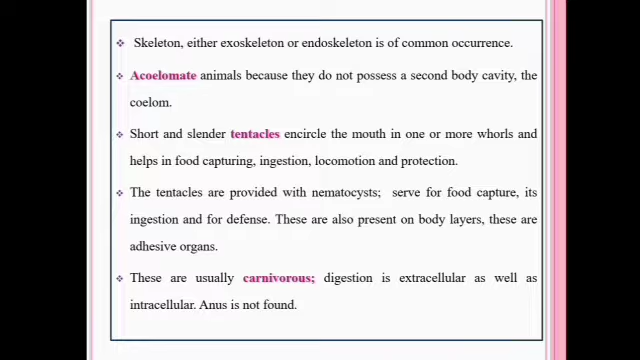 Skeleton, either exoskeleton or endoskeleton is of common occurrence.
Acoelomate animals because they do not possess a second body cavity, the
coelom.
Short and slender tentacles encircle the mouth in one or more whorls and
helps in food capturing, ingestion, locomotion and protection.
The tentacles are provided with nematocysts; serve for food capture, its
ingestion and for defense. These are also present on body layers, these are
adhesive organs.
These are usually carnivorous; digestion is extracellular as well as
intracellular. Anus is not found.